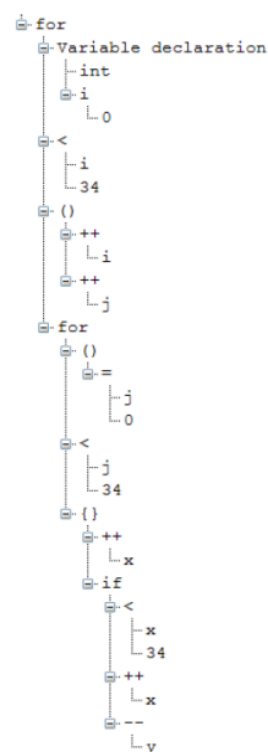 for
Variable declaration
int
i
0
<
i
34
()
++
i
++
j
for
()
=
j
0
<
j
34
{}
++
x
if
<
x
34
++
x
--
v